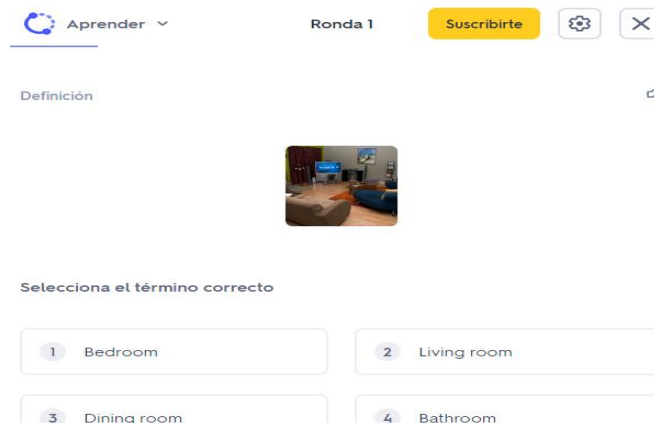 Aprender
Ronda 1
Suscribirte
Definición
Selecciona el término correcto
1 Bedroom
2 Living room
3 Dining room
4 Bathroom